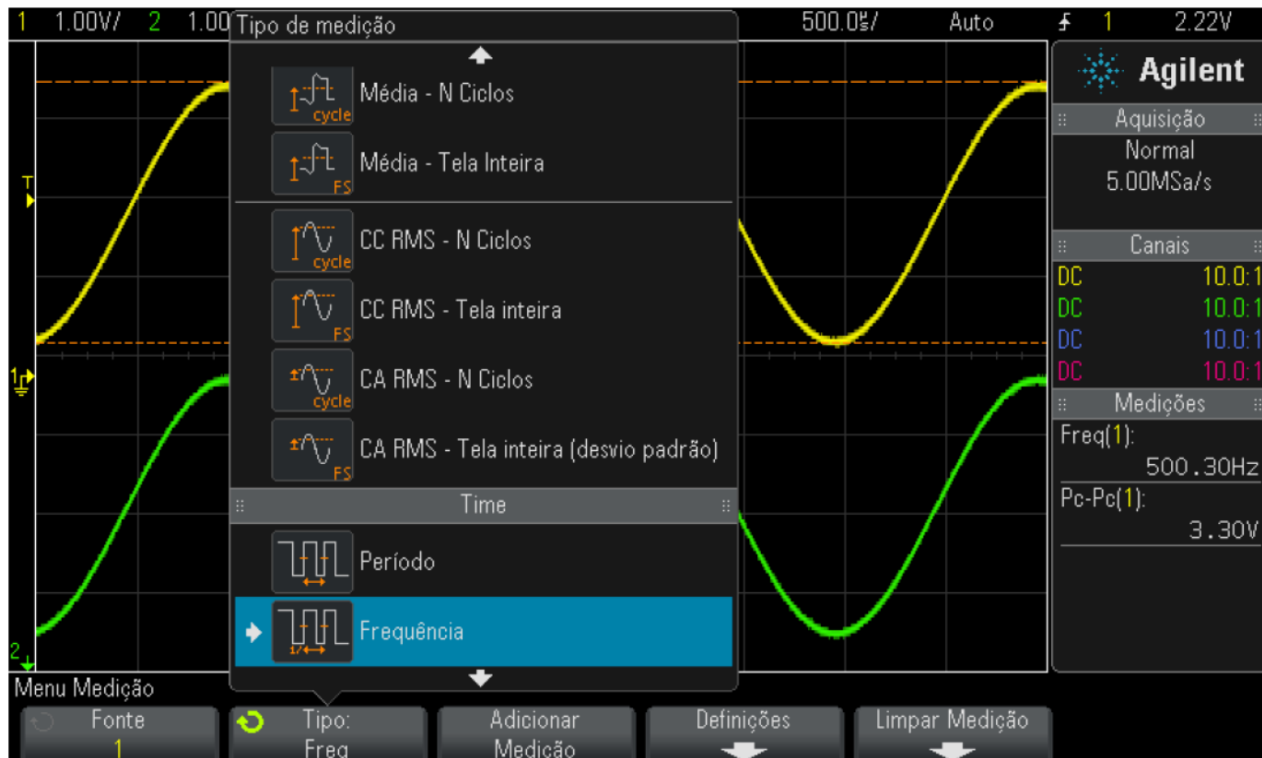 1 1.00V/ 2 1.00
Tipo de medição
500.0µs/ Auto 1 2.22V
Média - N Ciclos
cycle
Média - Tela Inteira
FS
CC RMS - N Ciclos
cycle
CC RMS - Tela inteira
FS
CA RMS - N Ciclos
cycle
CA RMS - Tela inteira (desvio padrão)
FS
Time
Período
Frequência
1/
T
1
2
Agilent
Aquisição
Normal
5.00MSa/s
Canais
DC 10.0:1
DC 10.0:1
DC 10.0:1
DC 10.0:1
Medições
Freq(1):
500.30Hz
Pc-Pc(1):
3.30V
Menu Medição
Fonte
1
Tipo:
Freq
Adicionar
Medição
Definições
Limpar Medição